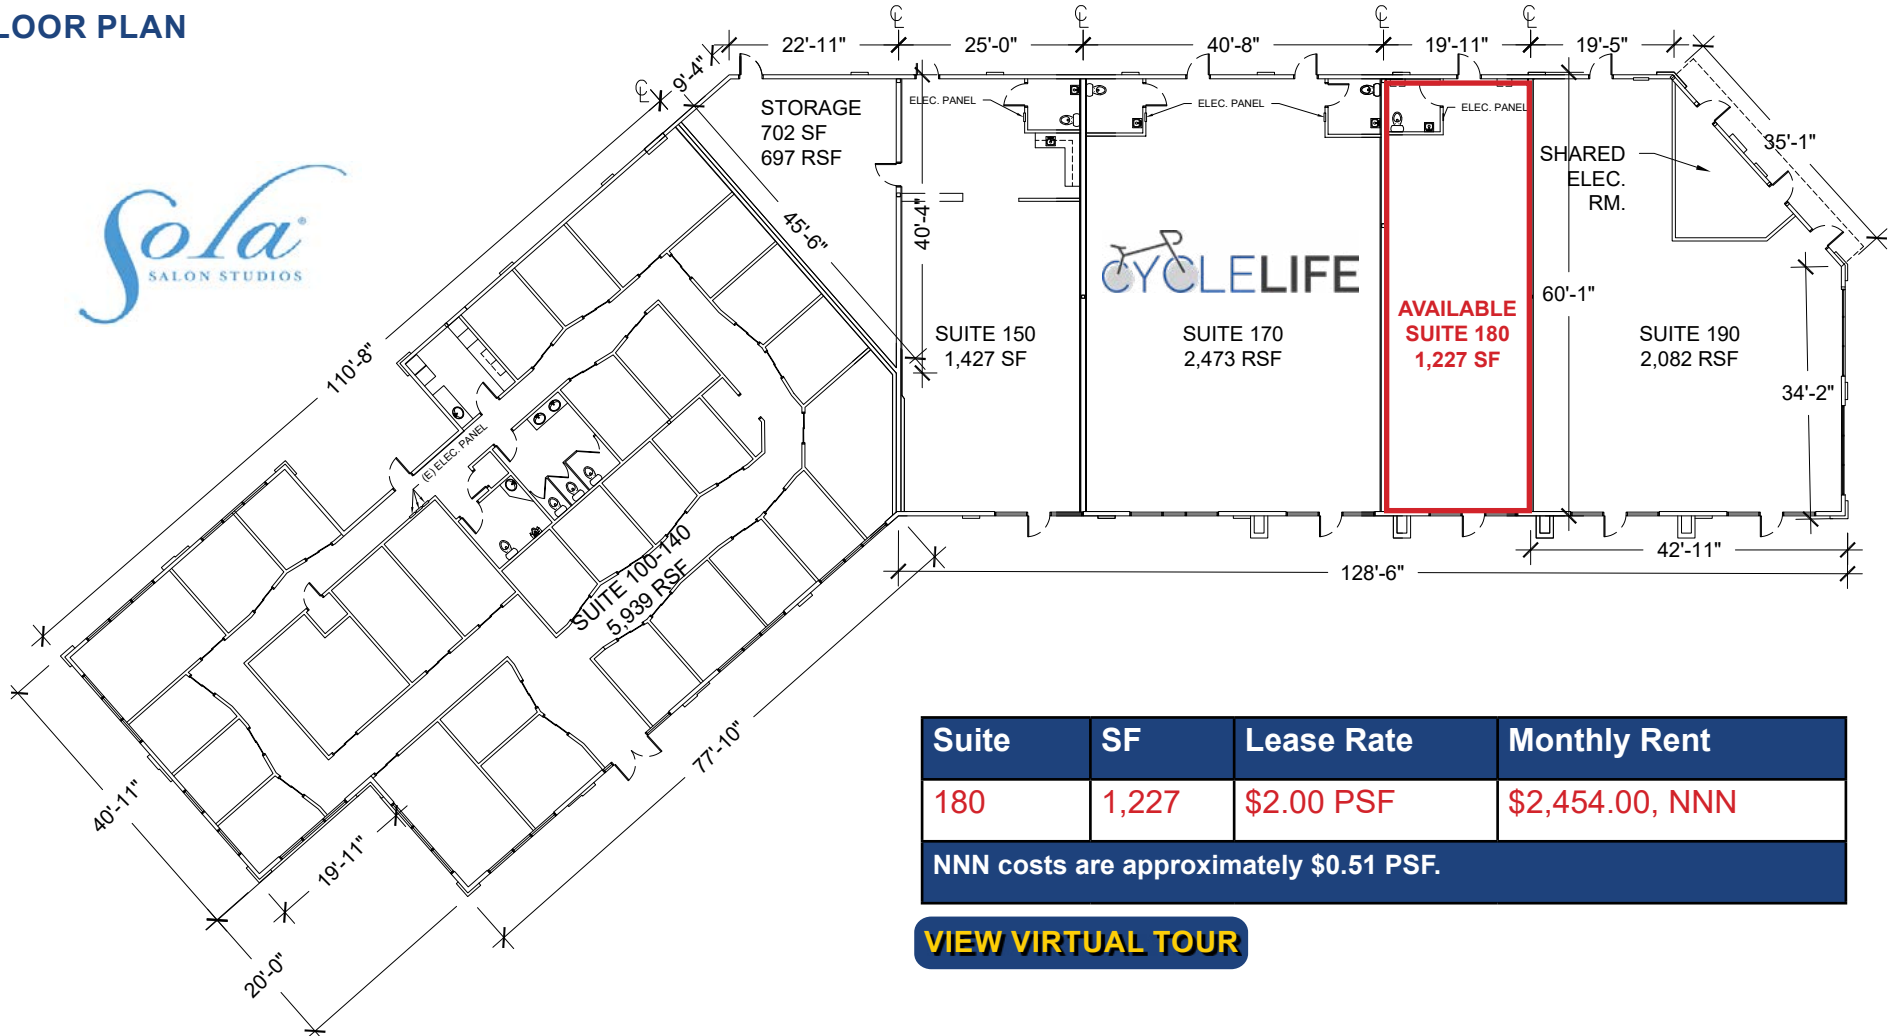 LOOR PLAN
22'-11"
25'-0"
40'-8"
19'-11"
19'-5"
9'-4"
STORAGE
702 SF
697 RSF
ELEC. PANEL
ELEC. PANEL
ELEC. PANEL
35'-1"
SHARED
ELEC.
RM.
45'-6"
40'-4"
Sola®
SALON STUDIOS
CYCLELIFE
60'-1"
SUITE 150
1,427 SF
SUITE 170
2,473 RSF
AVAILABLE
SUITE 180
1,227 SF
SUITE 190
2,082 RSF
34'-2"
110'-8"
(E) ELEC. PANEL
SUITE 100-140
5,939 RSF
42'-11"
128'-6"
77'-10"
40'-11"
19'-11"
20'-0"
Suite SF Lease Rate Monthly Rent
180 1,227 $2.00 PSF $2,454.00, NNN
NNN costs are approximately $0.51 PSF.
VIEW VIRTUAL TOUR